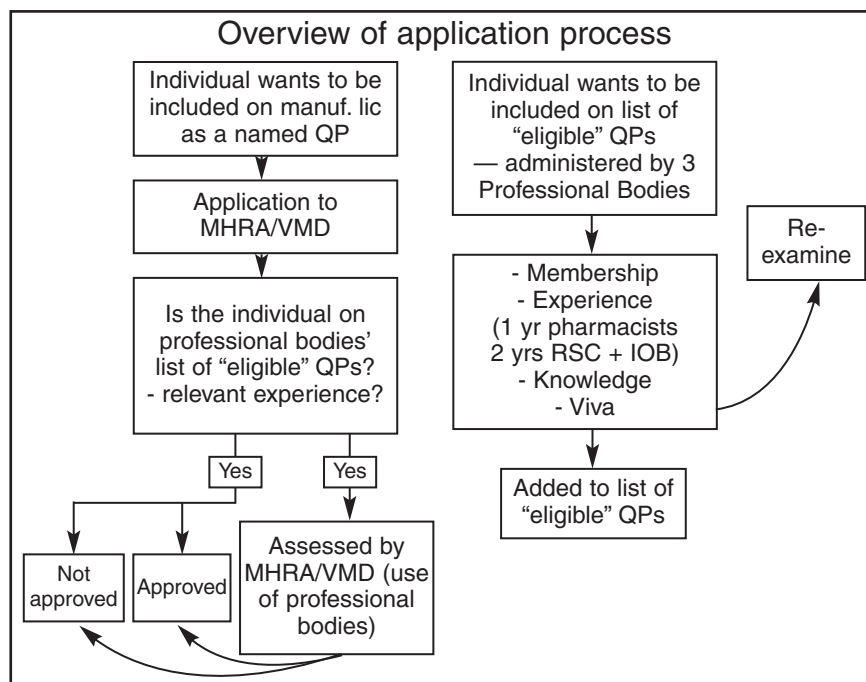 Overview of application process
Individual wants to be
included on manuf. lic
as a named QP
Application to
MHRA/VMD
Is the individual on
professional bodies’
list of “eligible” QPs?
- relevant experience?
Yes
Yes
Not
approved
Approved
Assessed by
MHRA/VMD (use
of professional
bodies)
Individual wants to be
included on list of
“eligible” QPs
— administered by 3
Professional Bodies
- Membership
- Experience
(1 yr pharmacists
2 yrs RSC + IOB)
- Knowledge
- Viva
Re-
examine
Added to list of
“eligible” QPs